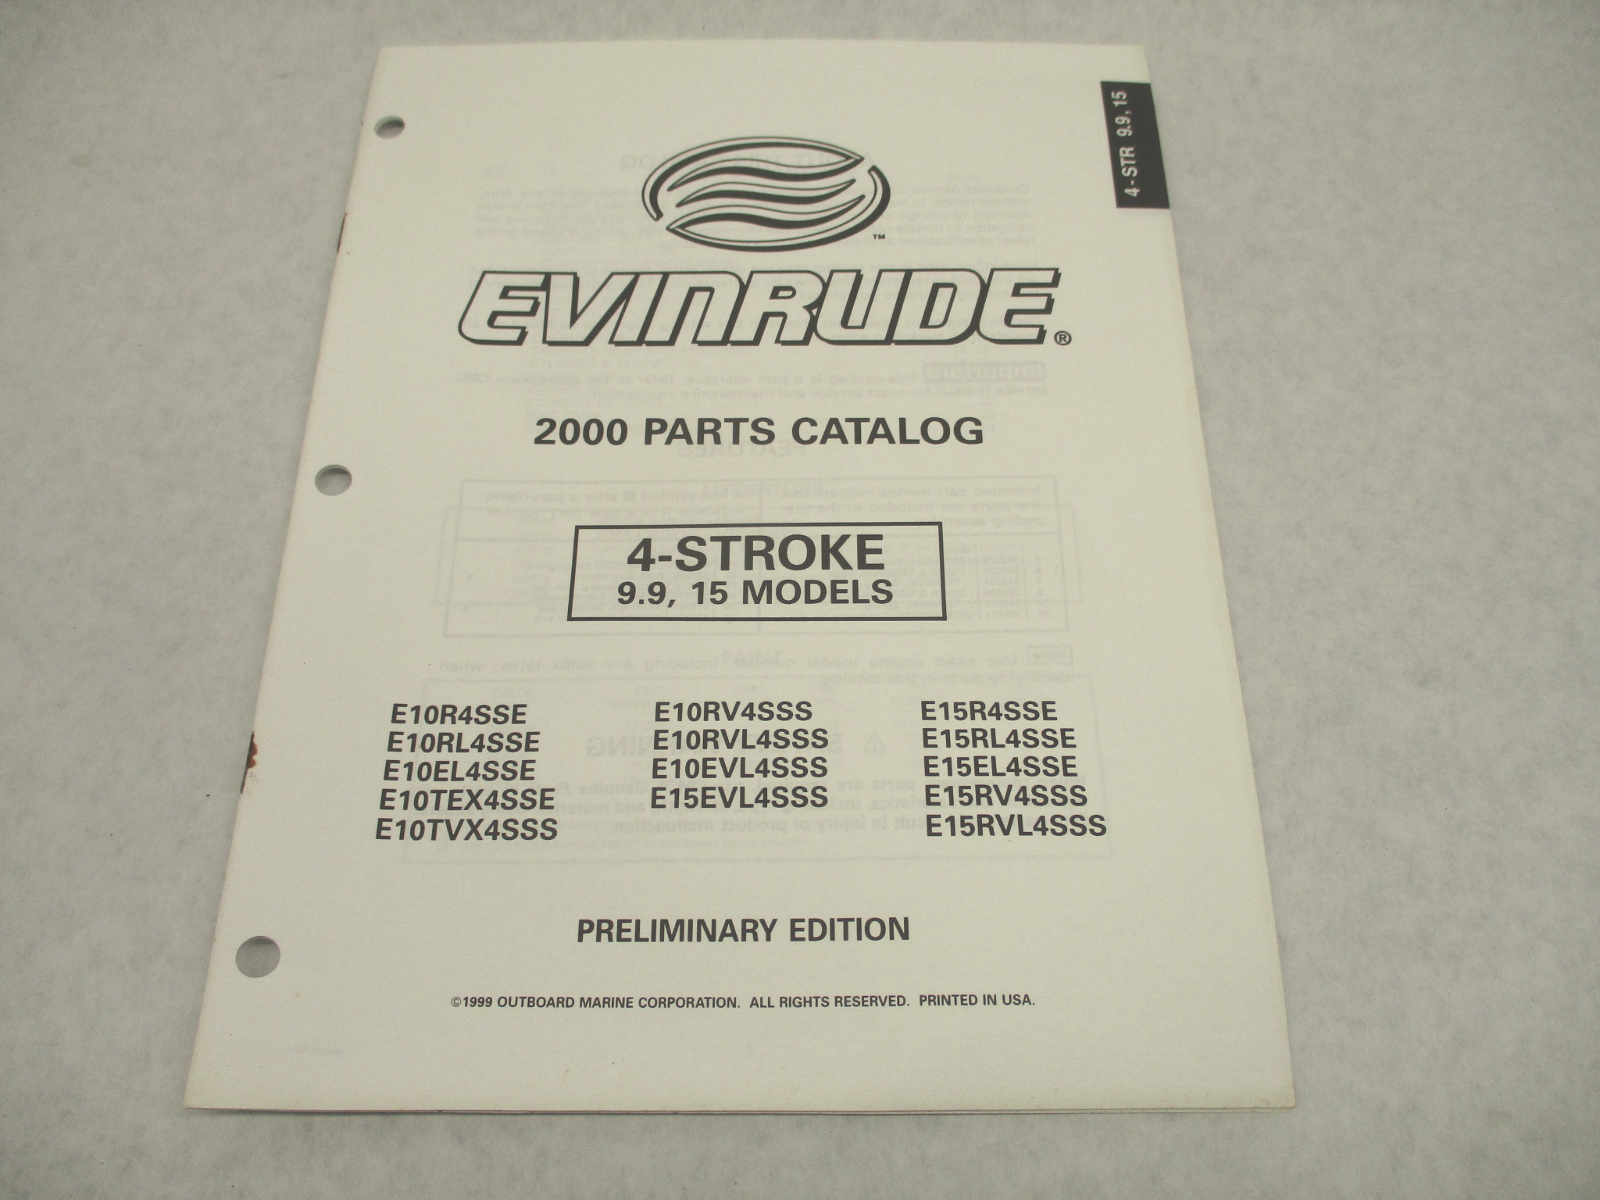 4-STR 9.9, 15
™
EVINRUDE®
2000 PARTS CATALOG
4-STROKE
9.9, 15 MODELS
E10R4SSE E10RV4SSS E15R4SSE
E10RL4SSE E10RVL4SSS E15RL4SSE
E10EL4SSE E10EVL4SSS E15EL4SSE
E10TEX4SSE E15EVL4SSS E15RV4SSS
E10TVX4SSS E15RVL4SSS
PRELIMINARY EDITION
©1999 OUTBOARD MARINE CORPORATION. ALL RIGHTS RESERVED. PRINTED IN USA.